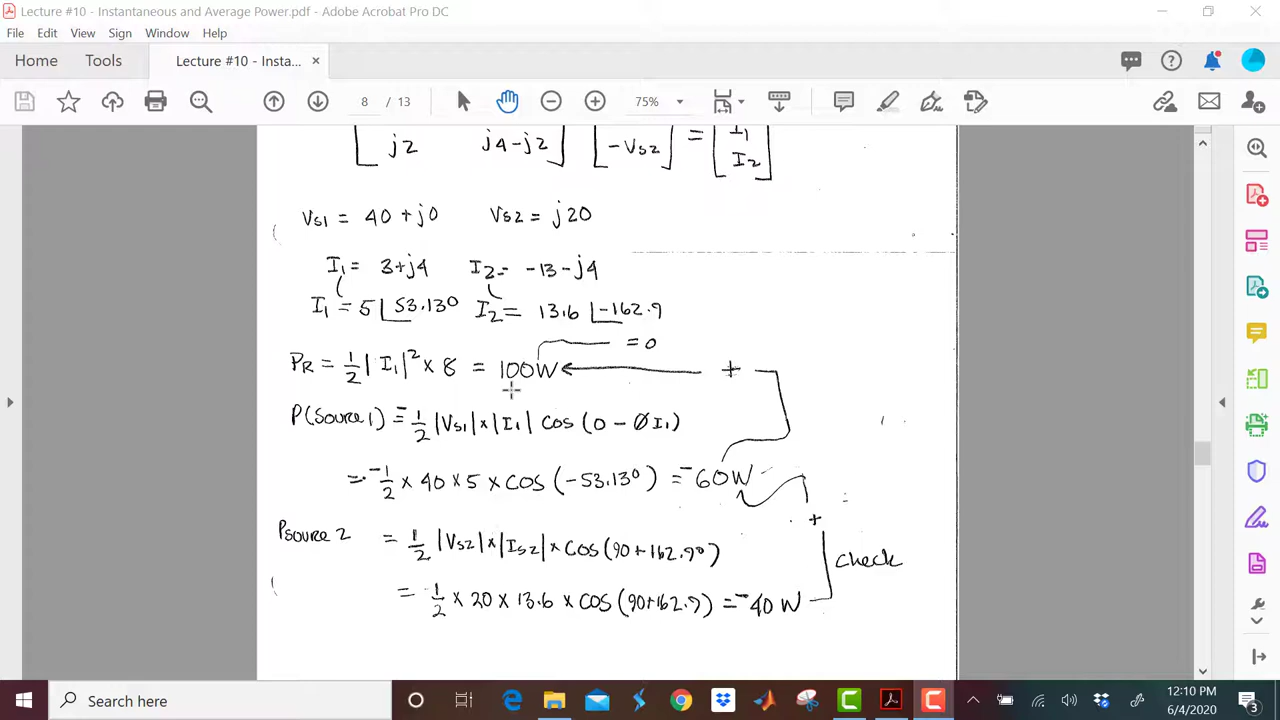 Lecture #10 - Instantaneous and Average Power.pdf - Adobe Acrobat Pro DC
File Edit View Sign Window Help
Home Tools Lecture #10 - Insta... ×
8 / 13 75%
j2 j4-j2 -Vs2 = I1
I2
Vs1 = 40 + j0 Vs2 = j20
I1 = 3+j4 I2= -13-j4
I1 = 5∠53.13° I2 = 13.6∠-162.9
= 0
PR = 1/2 |I1|² × 8 = 100W +
P(Source1) = -1/2 |Vs1| × |I1| cos (0 - ØI1)
= -1/2 × 40 × 5 × cos (-53.13°) = -60W
+
Psource 2 = 1/2 |Vs2| × |Is2| × cos(90+162.9°)
check
= 1/2 × 20 × 13.6 × cos (90+162.9) = -40 W
Search here
12:10 PM
6/4/2020
3